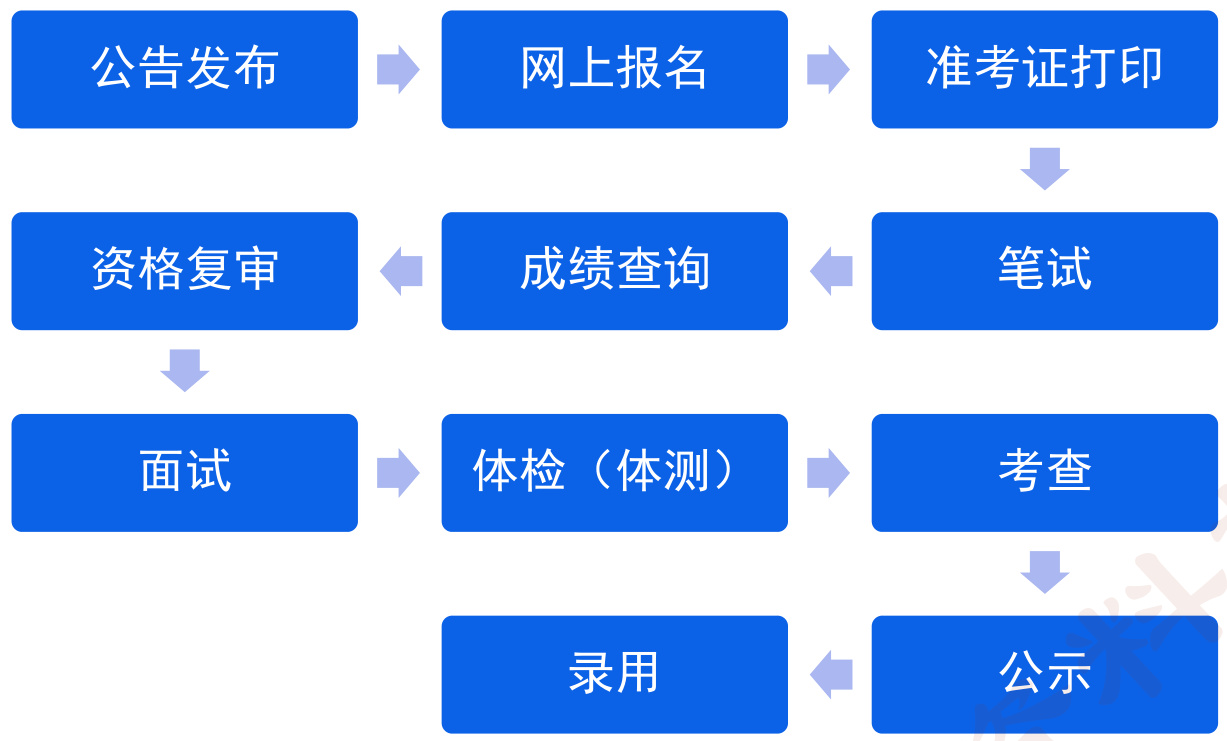 公告发布
网上报名
准考证打印
笔试
成绩查询
资格复审
面试
体检（体测）
考查
公示
录用
料